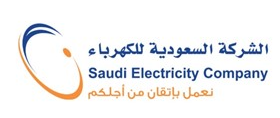 الشركة السعودية للكهرباء
Saudi Electricity Company
نعمل بإتقان من أجلكم